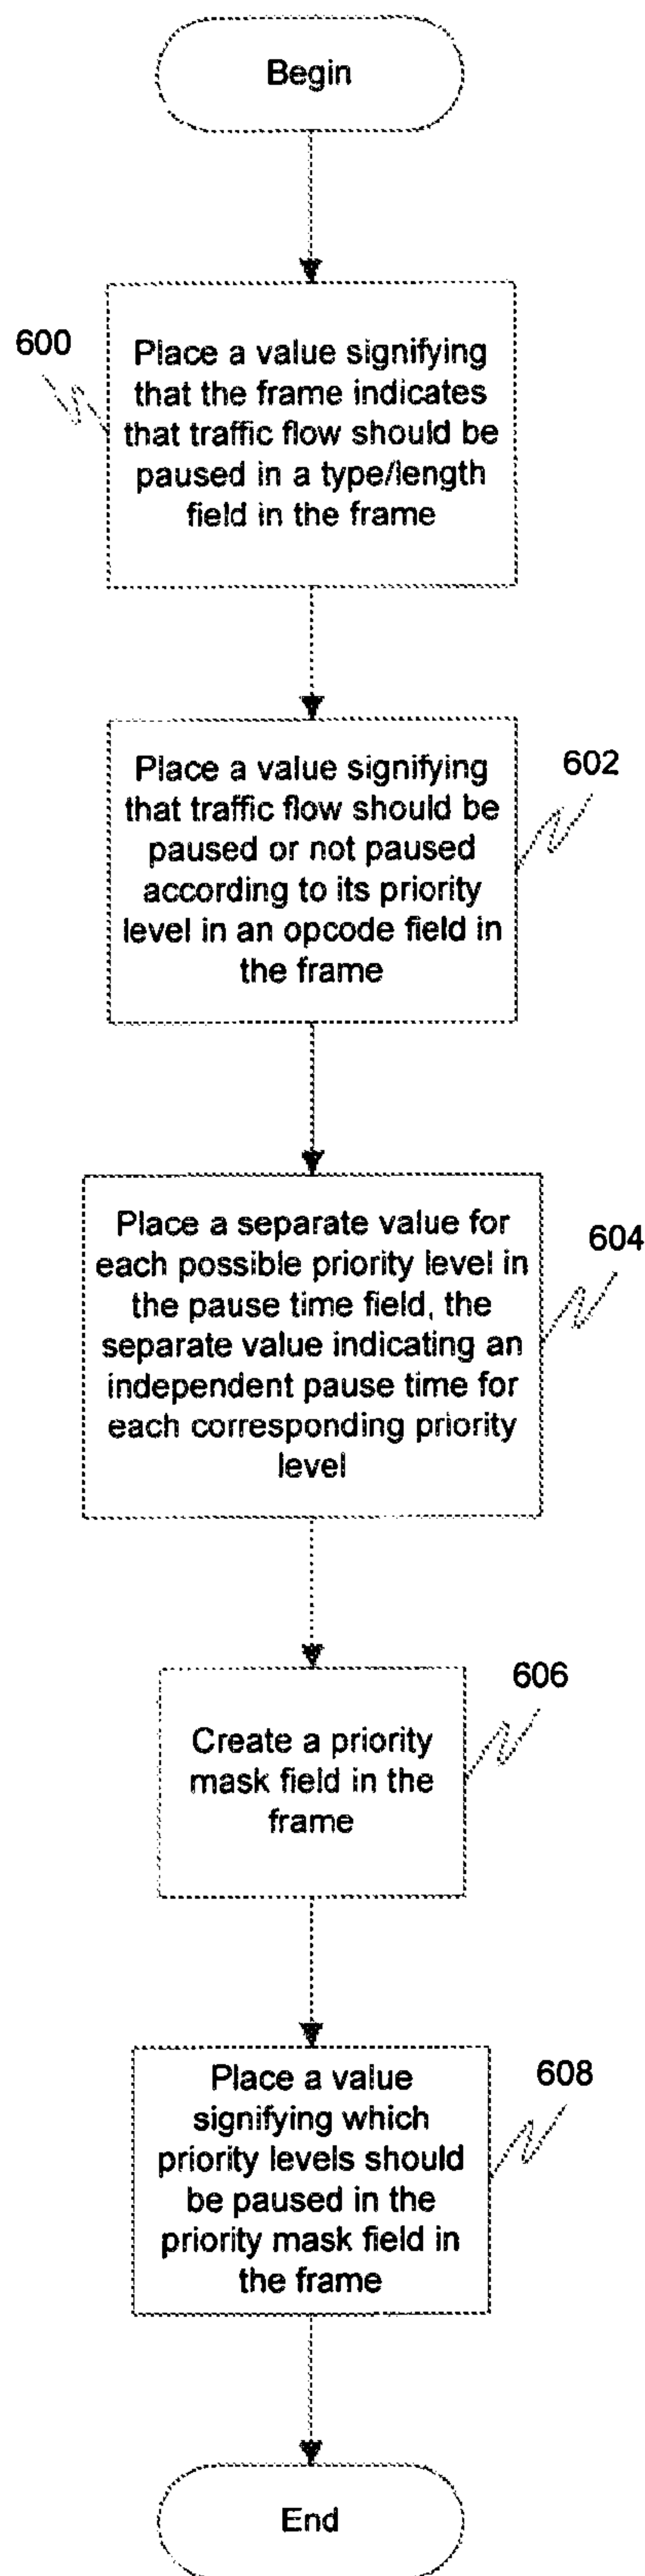 Begin
600
Place a value signifying
that the frame indicates
that traffic flow should be
paused in a type/length
field in the frame
602
Place a value signifying
that traffic flow should be
paused or not paused
according to its priority
level in an opcode field in
the frame
604
Place a separate value for
each possible priority level in
the pause time field, the
separate value indicating an
independent pause time for
each corresponding priority
level
606
Create a priority
mask field in the
frame
608
Place a value
signifying which
priority levels should
be paused in the
priority mask field in
the frame
End